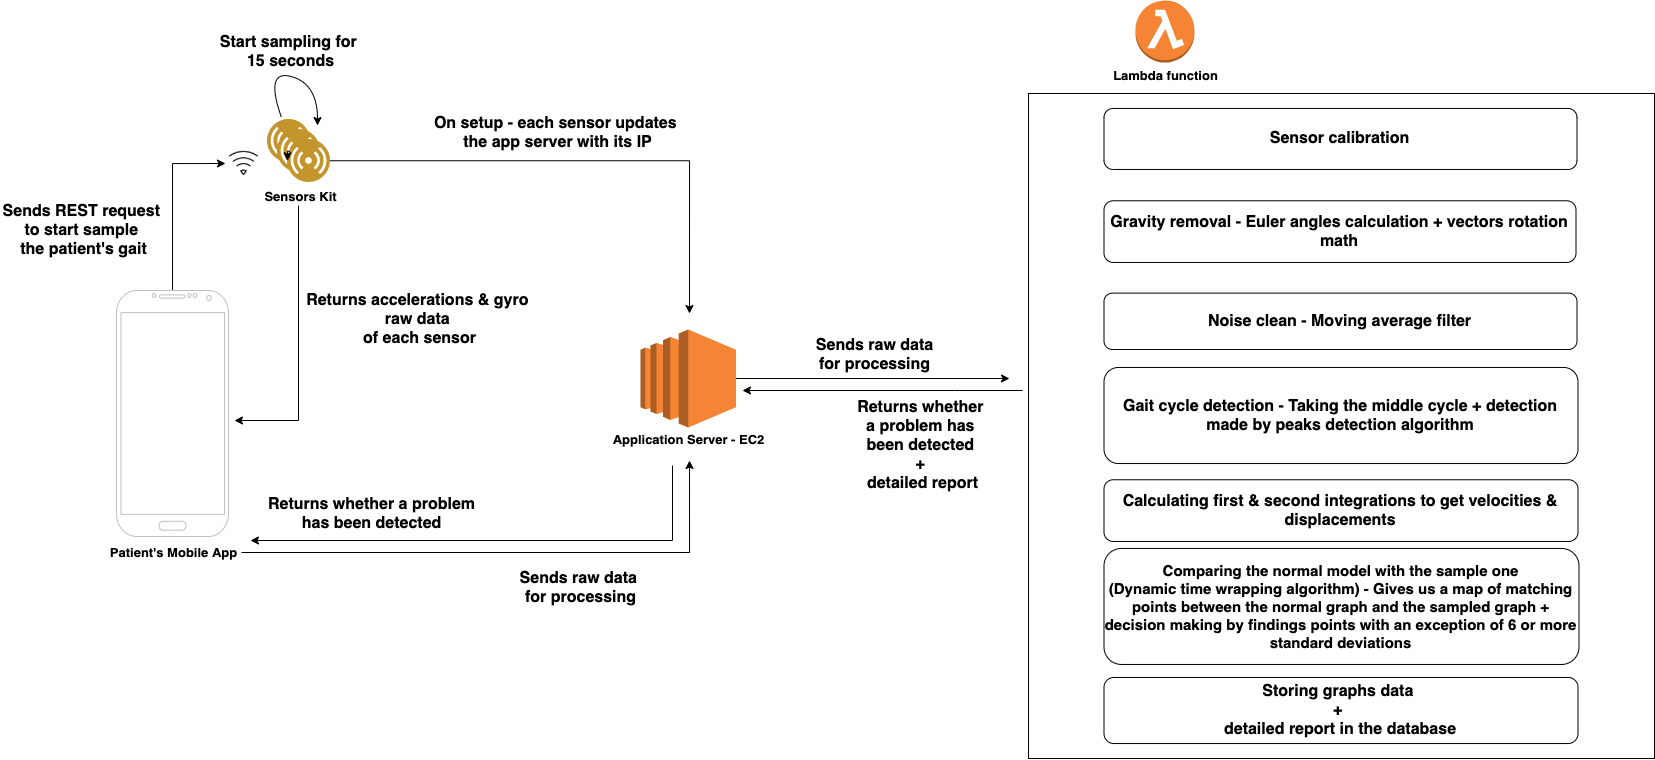 Start sampling for
15 seconds
On setup - each sensor updates
the app server with its IP
Sensors Kit
Sends REST request
to start sample
the patient's gait
Returns accelerations & gyro
raw data
of each sensor
Patient's Mobile App
Application Server - EC2
Returns whether a problem
has been detected
Sends raw data
for processing
Sends raw data
for processing
Returns whether
a problem has
been detected
+
detailed report
Lambda function
Sensor calibration
Gravity removal - Euler angles calculation + vectors rotation
math
Noise clean - Moving average filter
Gait cycle detection - Taking the middle cycle + detection
made by peaks detection algorithm
Calculating first & second integrations to get velocities &
displacements
Comparing the normal model with the sample one
(Dynamic time wrapping algorithm) - Gives us a map of matching
points between the normal graph and the sampled graph +
decision making by findings points with an exception of 6 or more
standard deviations
Storing graphs data
+
detailed report in the database